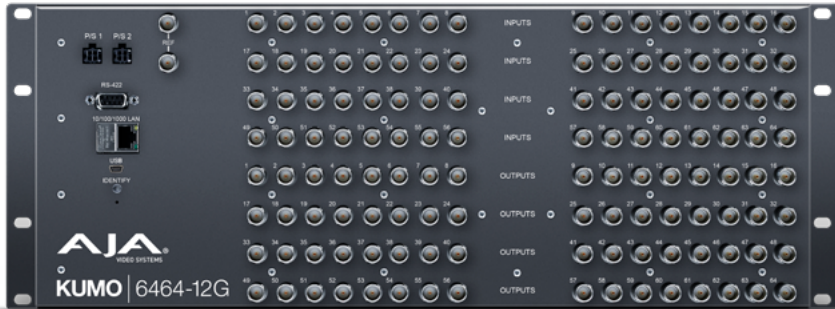 P/S 1 P/S 2
REF
RS-422
10/100/1000 LAN
USB
IDENTIFY
AJA®
VIDEO SYSTEMS
KUMO | 6464-12G
1 2 3 4 5 6 7 8 INPUTS 9 10 11 12 13 14 15 16
17 18 19 20 21 22 23 24 INPUTS 25 26 27 28 29 30 31 32
33 34 35 36 37 38 39 40 INPUTS 41 42 43 44 45 46 47 48
49 50 51 52 53 54 55 56 INPUTS 57 58 59 60 61 62 63 64
1 2 3 4 5 6 7 8 OUTPUTS 9 10 11 12 13 14 15 16
17 18 19 20 21 22 23 24 OUTPUTS 25 26 27 28 29 30 31 32
33 34 35 36 37 38 39 40 OUTPUTS 41 42 43 44 45 46 47 48
49 50 51 52 53 54 55 56 OUTPUTS 57 58 59 60 61 62 63 64